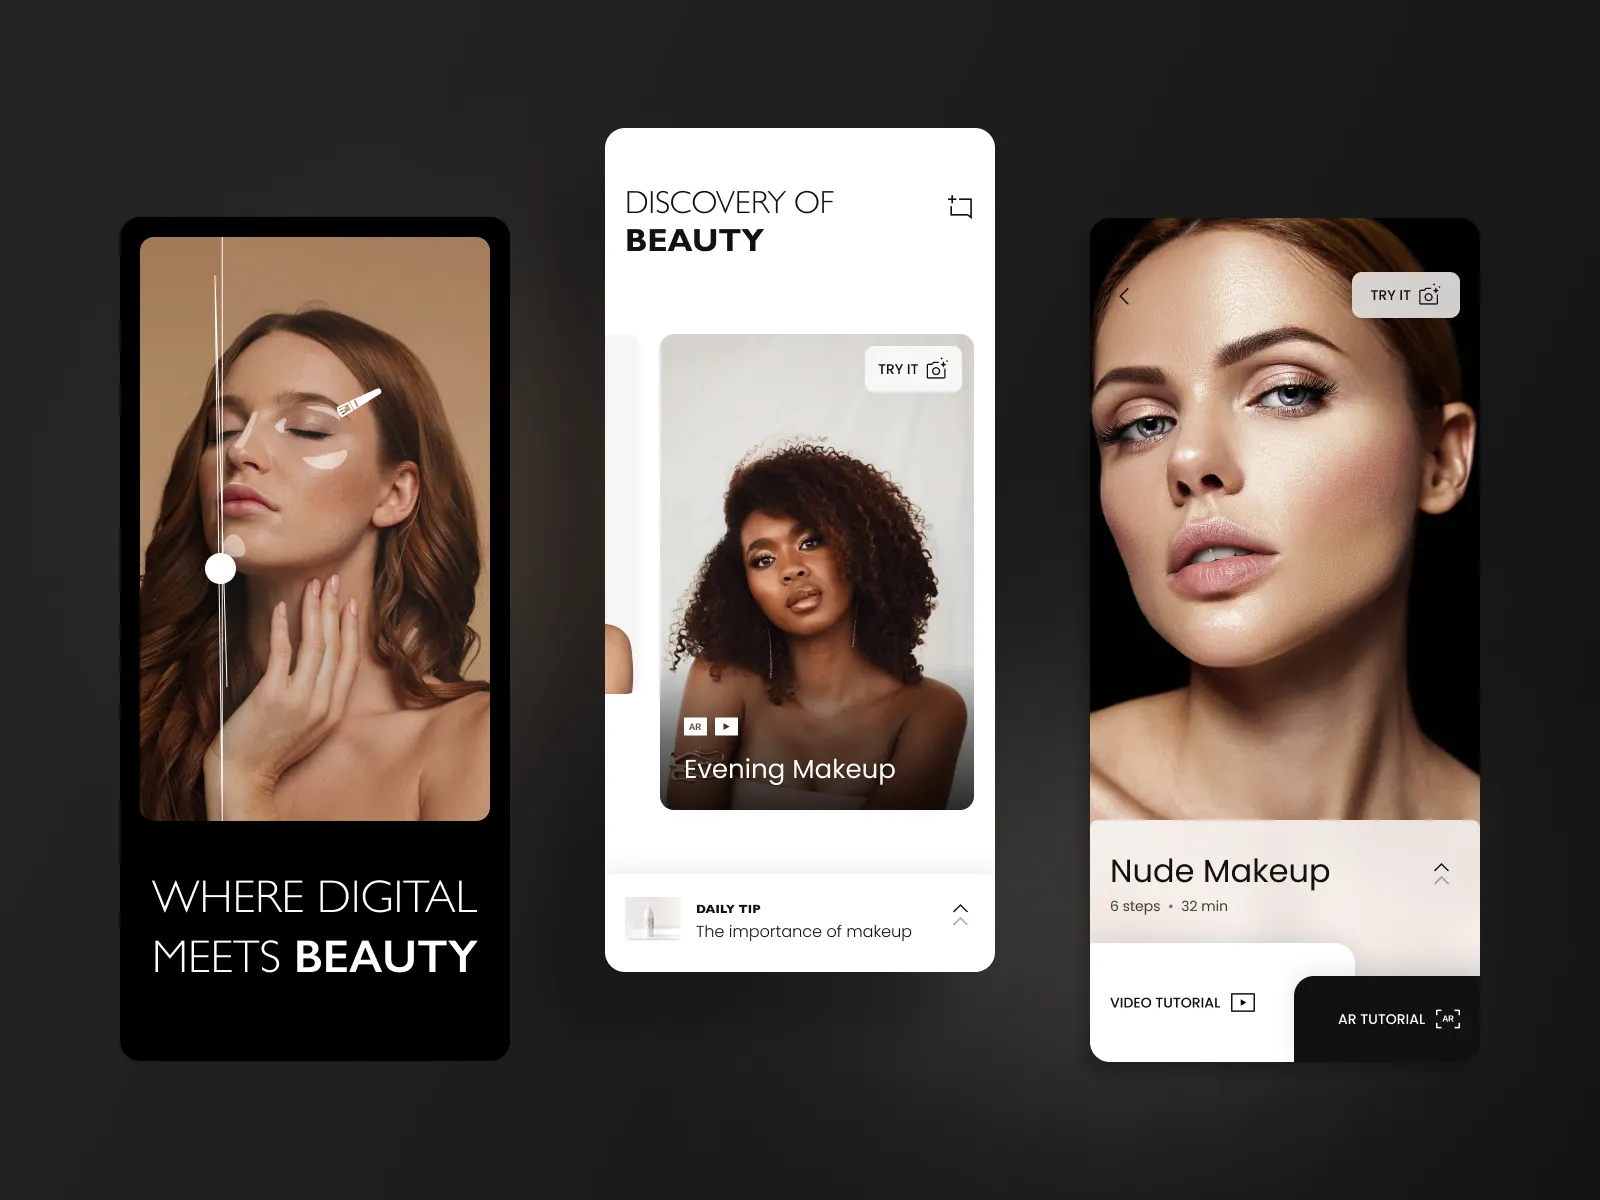 WHERE DIGITAL
MEETS BEAUTY
DISCOVERY OF
BEAUTY
TRY IT
AR
Evening Makeup
DAILY TIP
The importance of makeup
TRY IT
Nude Makeup
6 steps • 32 min
VIDEO TUTORIAL
AR TUTORIAL AR